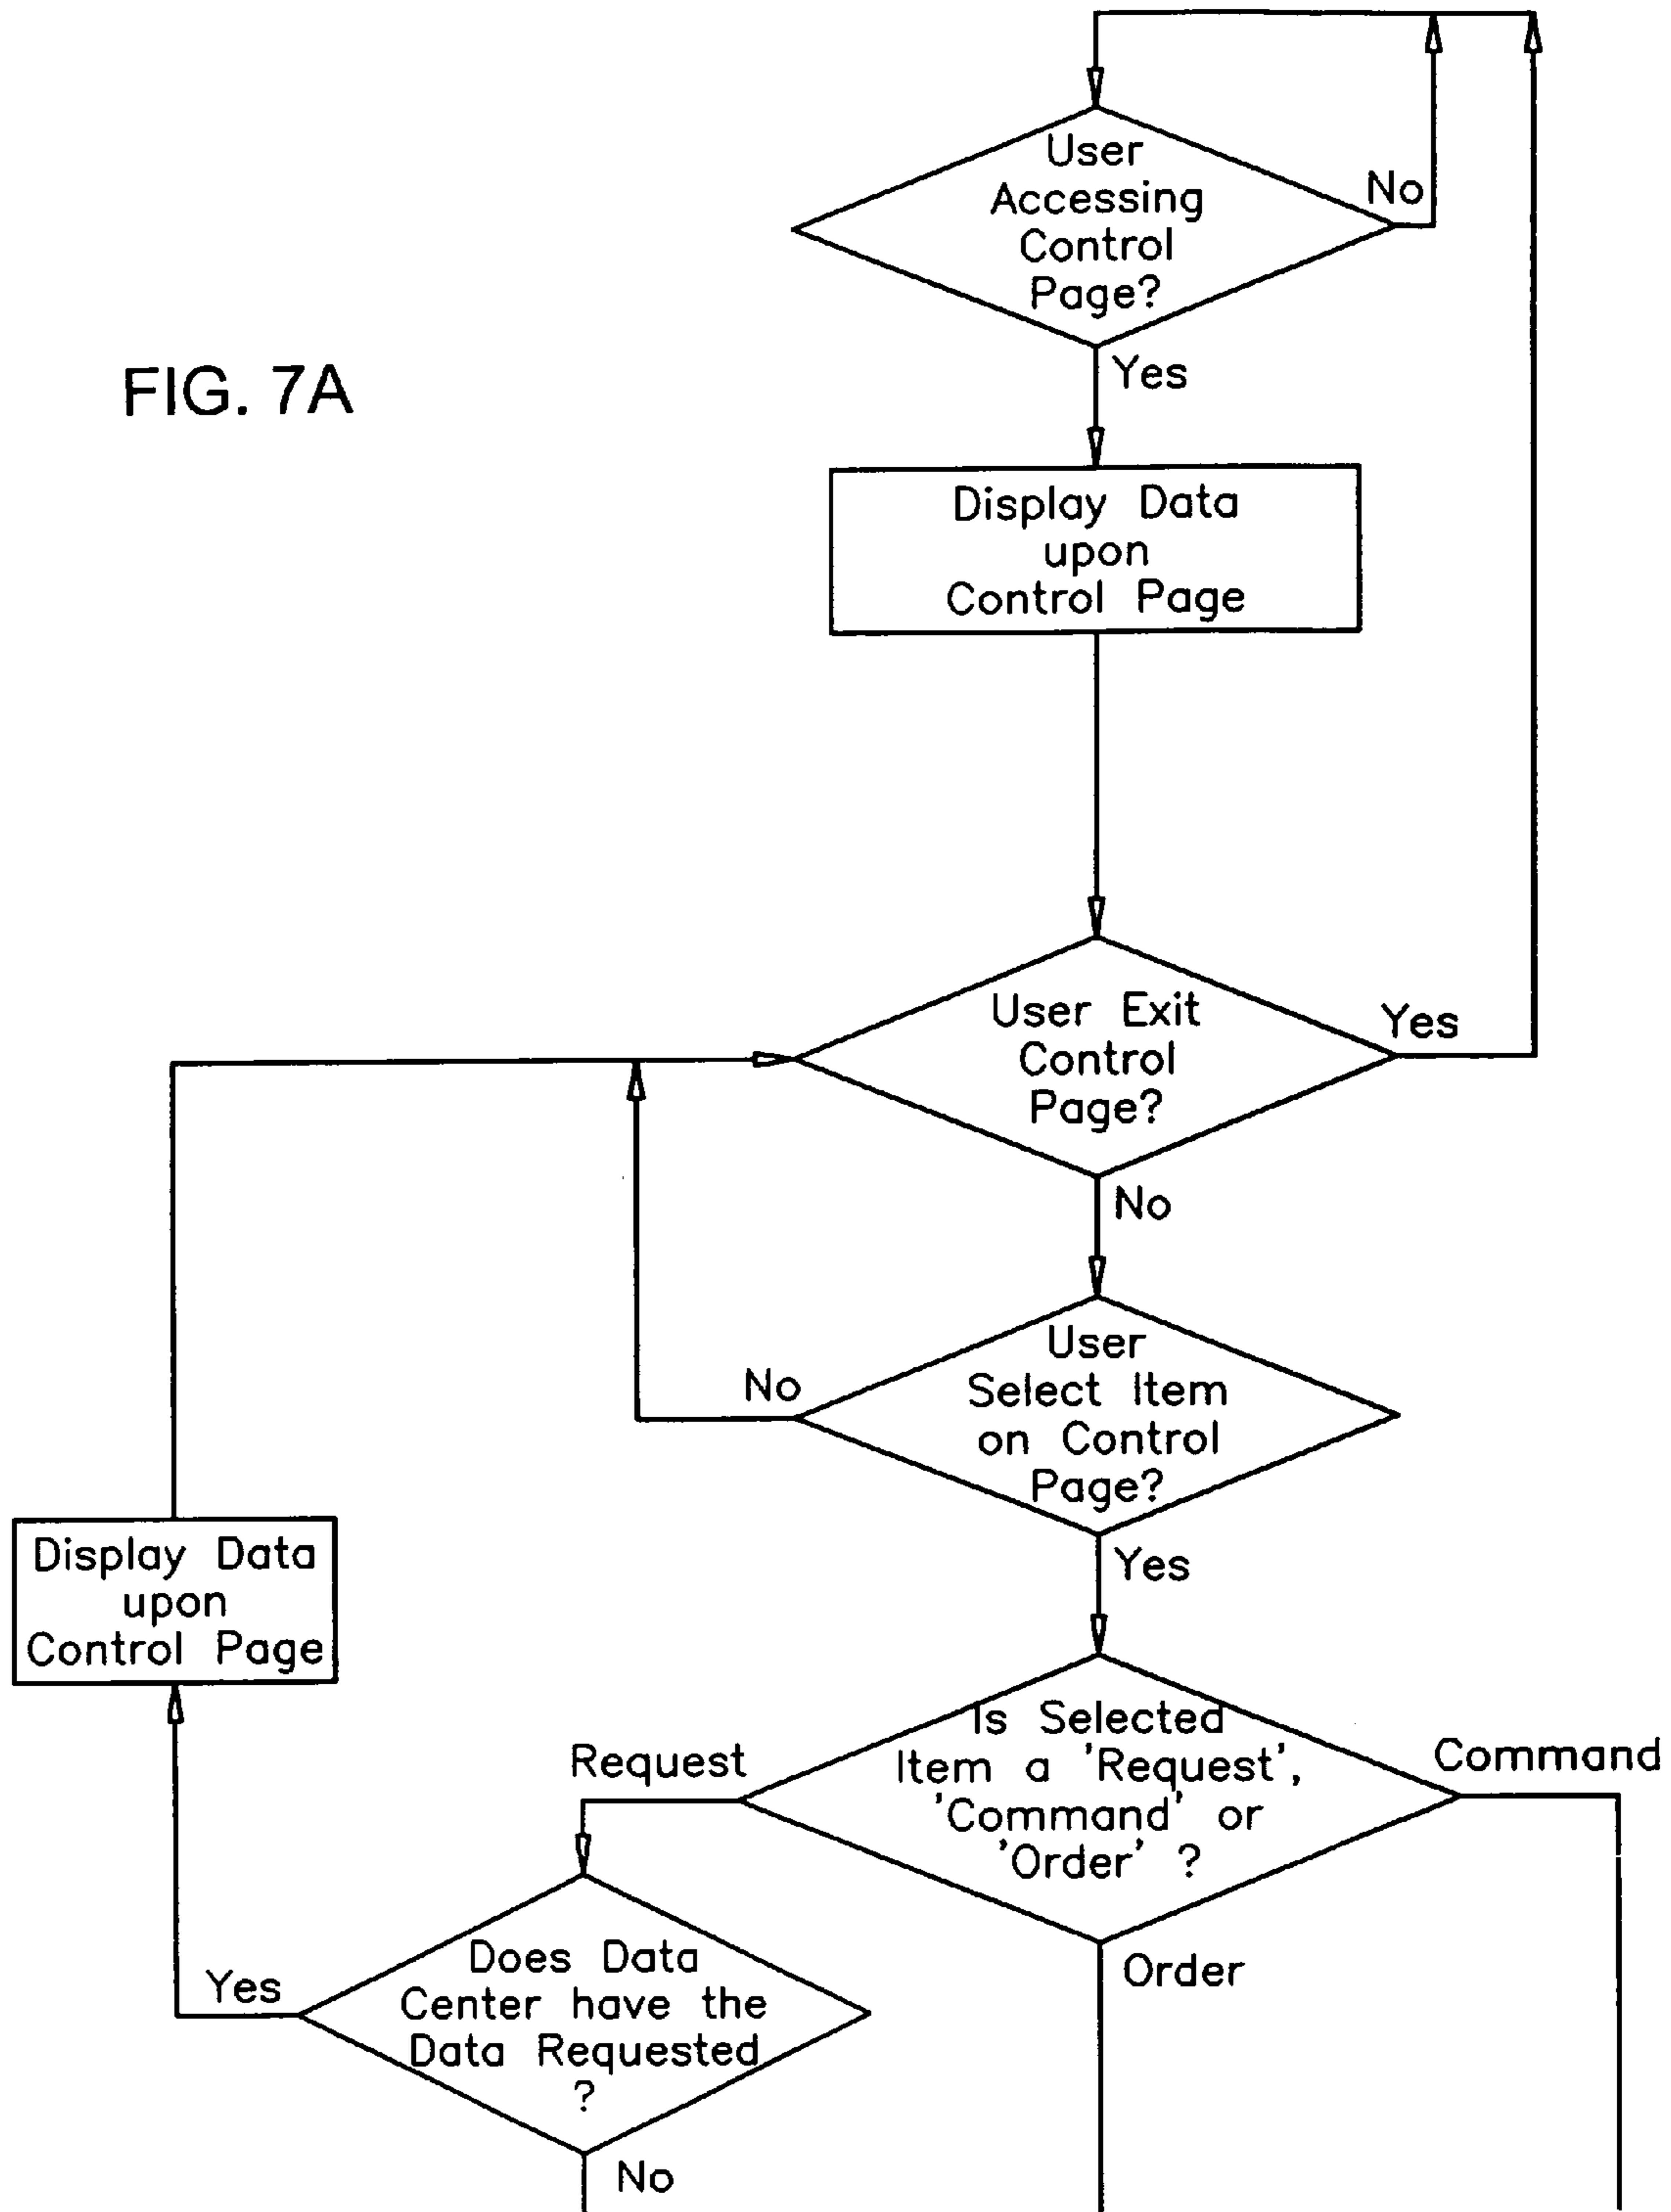 User
Accessing
Control
Page?
No
FIG. 7A
Yes
Display Data
upon
Control Page
User Exit
Control
Page?
Yes
No
User
Select Item
on Control
Page?
No
Yes
Display Data
upon
Control Page
Is Selected
Item a 'Request',
'Command' or
'Order' ?
Request
Command
Order
Does Data
Center have the
Data Requested
?
Yes
No